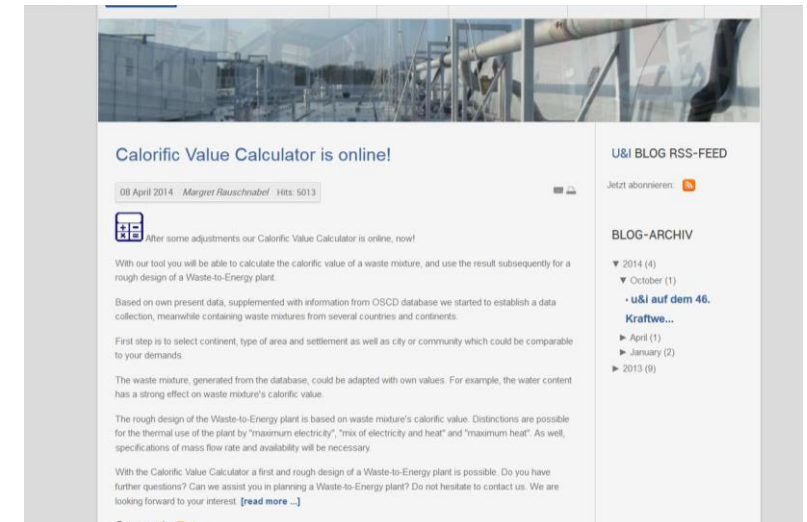 Calorific Value Calculator is online!
08 April 2014 Margret Rauschnabel Hits: 5013
After some adjustments our Calorific Value Calculator is online, now!
With our tool you will be able to calculate the calorific value of a waste mixture, and use the result subsequently for a
rough design of a Waste-to-Energy plant.
Based on own present data, supplemented with information from OSCD database we started to establish a data
collection, meanwhile containing waste mixtures from several countries and continents.
First step is to select continent, type of area and settlement as well as city or community which could be comparable
to your demands.
The waste mixture, generated from the database, could be adapted with own values. For example, the water content
has a strong effect on waste mixture's calorific value.
The rough design of the Waste-to-Energy plant is based on waste mixture's calorific value. Distinctions are possible
for the thermal use of the plant by "maximum electricity", "mix of electricity and heat" and "maximum heat". As well,
specifications of mass flow rate and availability will be necessary.
With the Calorific Value Calculator a first and rough design of a Waste-to-Energy plant is possible. Do you have
further questions? Can we assist you in planning a Waste-to-Energy plant? Do not hesitate to contact us. We are
looking forward to your interest. [read more ...]
U&I BLOG RSS-FEED
Jetzt abonnieren:
BLOG-ARCHIV
▼ 2014 (4)
▼ October (1)
· u&i auf dem 46.
Kraftwe...
► April (1)
► January (2)
► 2013 (9)